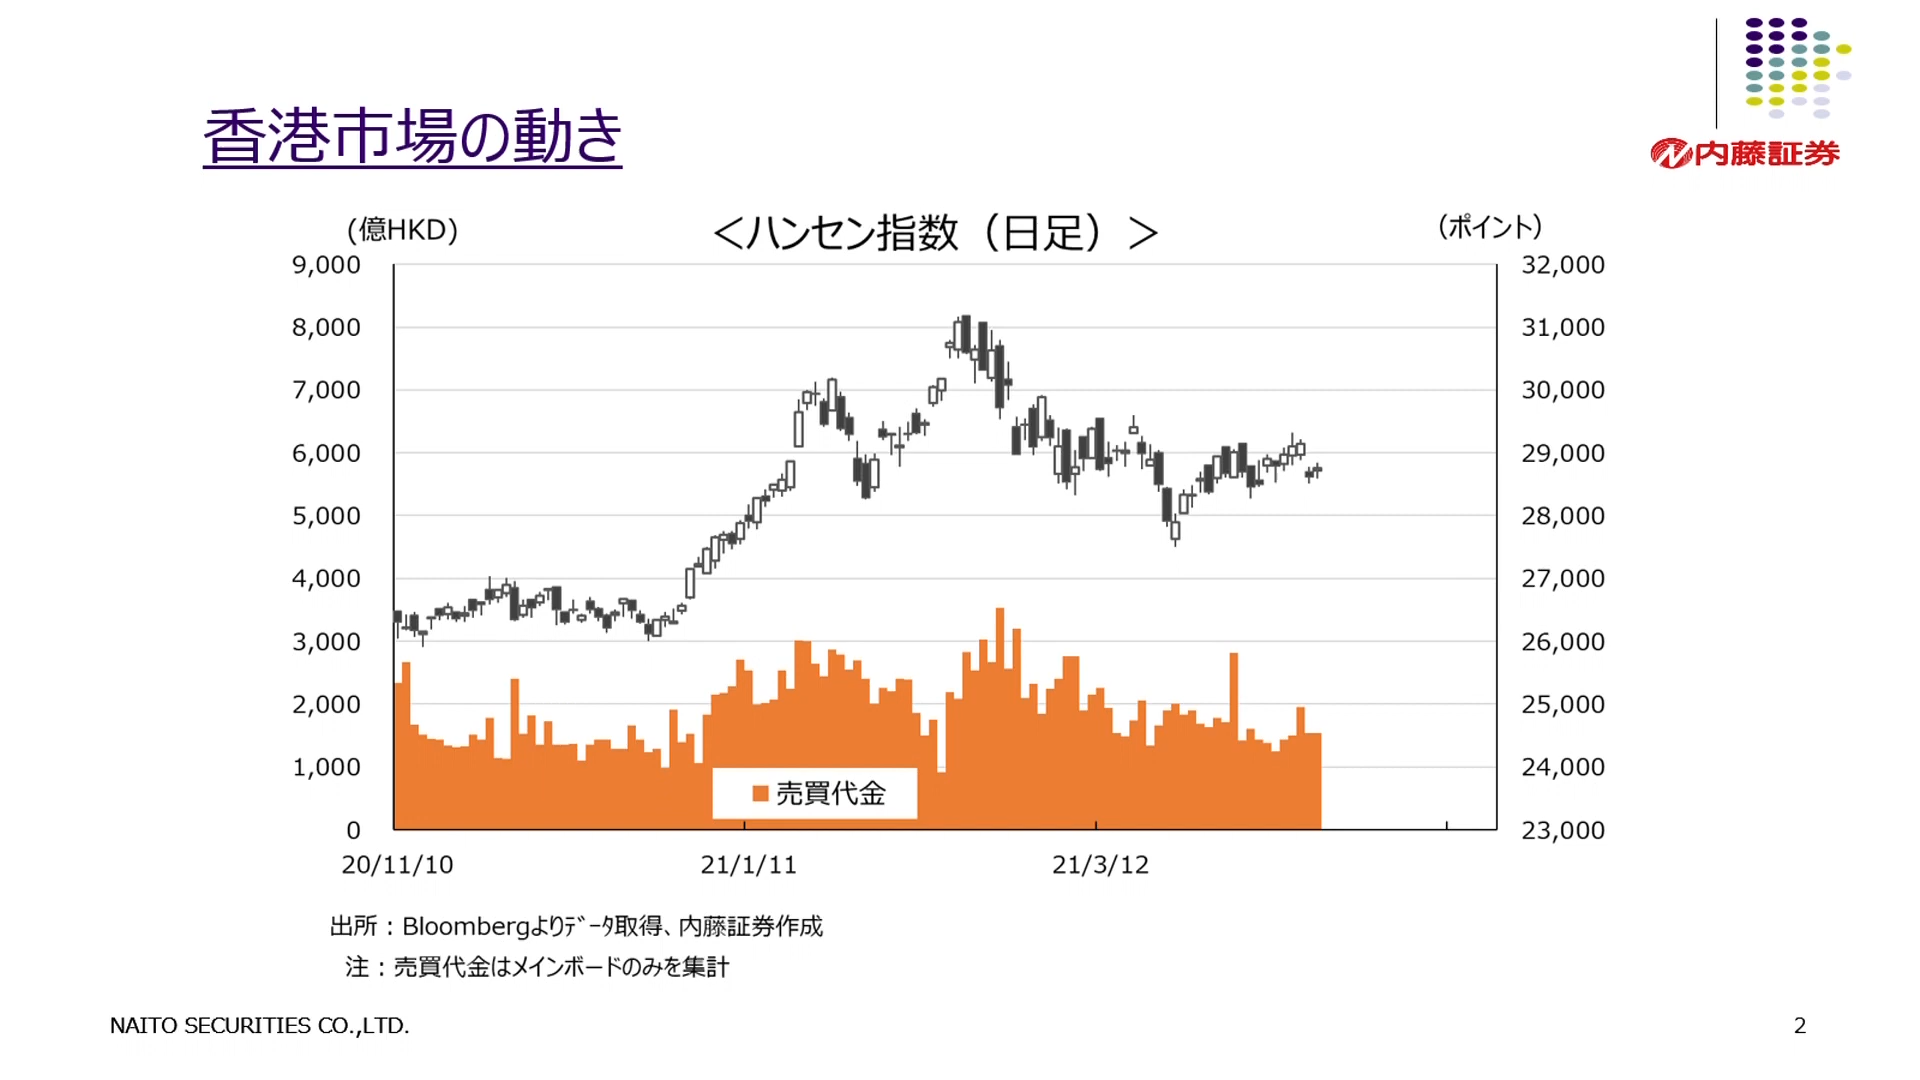 香港市場の動き
内藤証券
(億HKD)
＜ハンセン指数（日足）＞
（ポイント）
9,000
8,000
7,000
6,000
5,000
4,000
3,000
2,000
1,000
0
32,000
31,000
30,000
29,000
28,000
27,000
26,000
25,000
24,000
23,000
売買代金
20/11/10
21/1/11
21/3/12
出所：Bloombergよりﾃﾞｰﾀ取得、内藤証券作成
注：売買代金はメインボードのみを集計
NAITO SECURITIES CO.,LTD.
2